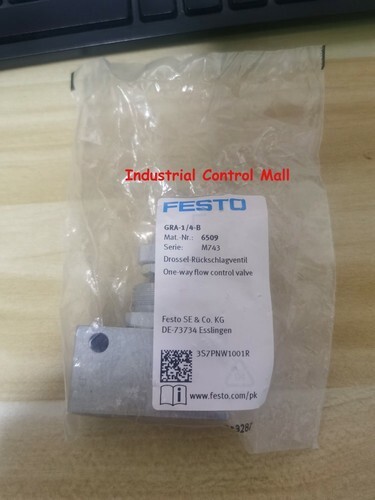 Industrial Control Mall
FESTO
GRA-1/4-B
Mat.-Nr.: 6509
Serie: M743
Drossel-Rückschlagventil
One-way flow control valve
Festo SE & Co. KG
DE-73734 Esslingen
3S7PNW1001R
www.festo.com/pk